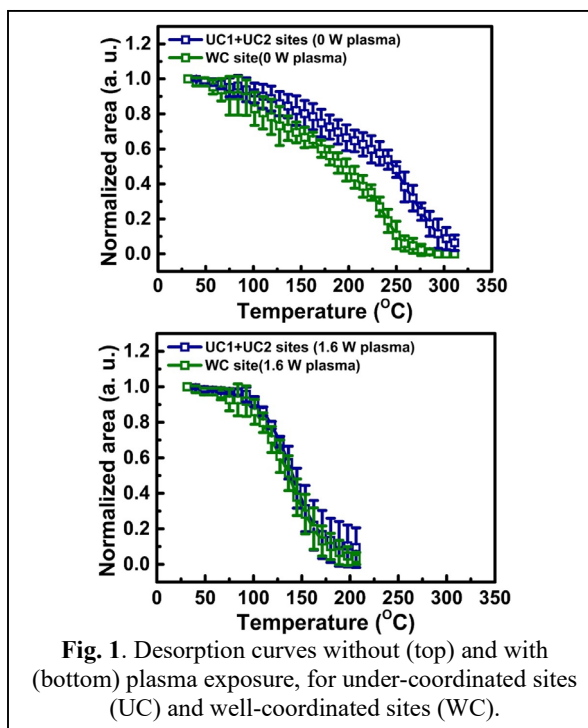 UC1+UC2 sites (0 W plasma)
WC site(0 W plasma)
Normalized area (a. u.)
1.0
0.8
0.6
0.4
0.2
0.0
0 50 100 150 200 250 300 350
Temperature (°C)
UC1+UC2 sites (1.6 W plasma)
WC site(1.6 W plasma)
Normalized area (a. u.)
1.0
0.8
0.6
0.4
0.2
0.0
0 50 100 150 200 250 300 350
Temperature (°C)
Fig. 1. Desorption curves without (top) and with
(bottom) plasma exposure, for under-coordinated sites
(UC) and well-coordinated sites (WC).